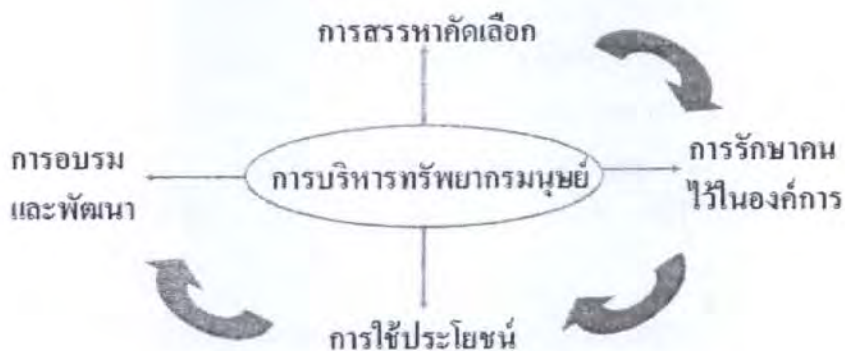 การสรรหาคัดเลือก
การอบรม
และพัฒนา
การบริหารทรัพยากรมนุษย์
การรักษาคน
ไว้ในองค์การ
การใช้ประโยชน์